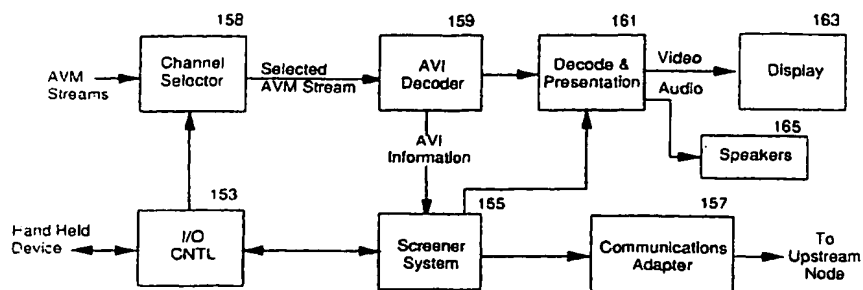 158
159
161
163
Channel
Selector
AVM
Streams
Selected
AVM Stream
AVI
Decoder
Decode &
Presentation
Video
Audio
Display
165
Speakers
AVI
Information
153
155
157
Hand Held
Device
I/O
CNTL
Screener
System
Communications
Adapter
To
Upstream
Node